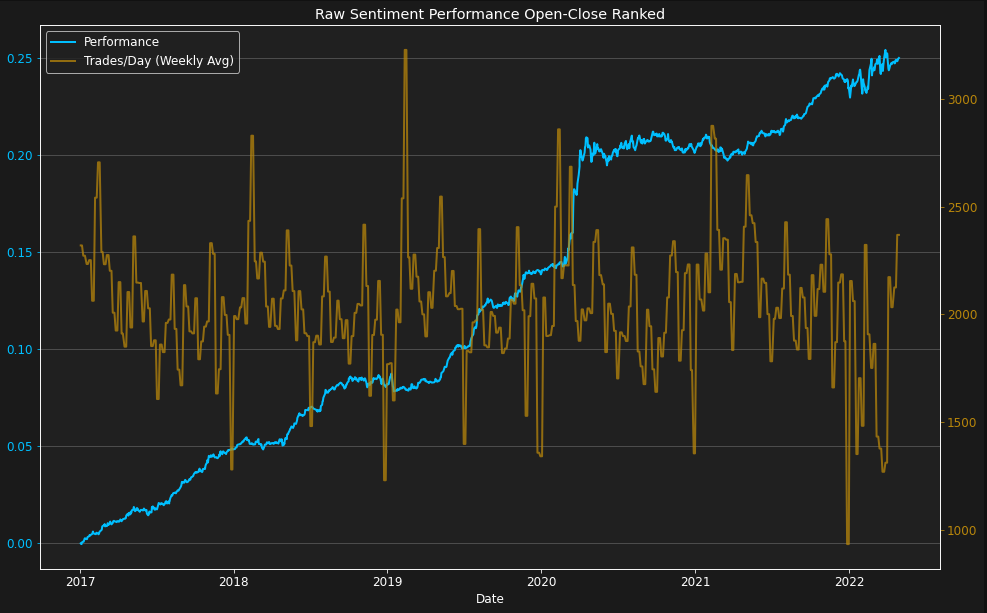 Raw Sentiment Performance Open-Close Ranked
Performance
Trades/Day (Weekly Avg)
0.25
0.20
0.15
0.10
0.05
0.00
3000
2500
2000
1500
1000
2017 2018 2019 2020 2021 2022
Date